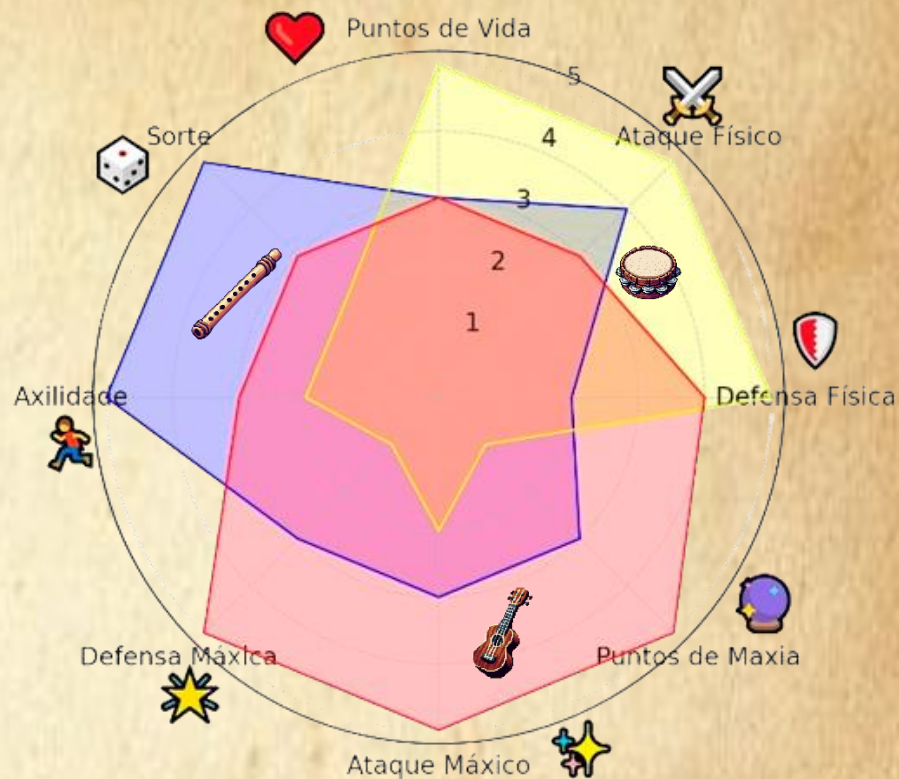 Puntos de Vida
5
4
Ataque Físico
Sorte
3
2
1
Axilidade
Defensa Física
Defensa Máxica
Puntos de Maxia
Ataque Máxico